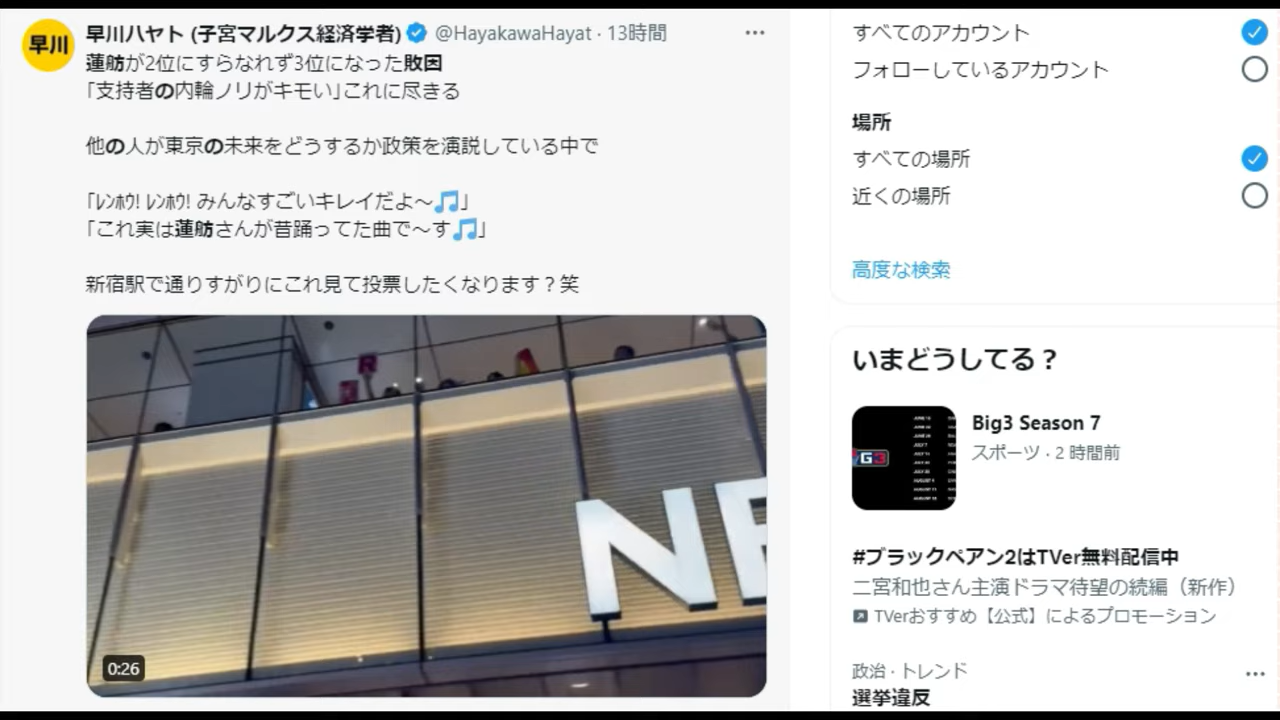 早川
早川ハヤト (子宮マルクス経済学者) @HayakawaHayat · 13時間
蓮舫が2位にすらなれず3位になった敗因
「支持者の内輪ノリがキモい」これに尽きる
他の人が東京の未来をどうするか政策を演説している中で
「ﾚﾝﾎｳ! ﾚﾝﾎｳ! みんなすごいキレイだよ〜🎵」
「これ実は蓮舫さんが昔踊ってた曲で〜す🎵」
新宿駅で通りすがりにこれ見て投票したくなります？笑
R
NE
0:26
すべてのアカウント
フォローしているアカウント
場所
すべての場所
近くの場所
高度な検索
いまどうしてる？
G3
Big3 Season 7
スポーツ · 2 時間前
#ブラックペアン2はTVer無料配信中
二宮和也さん主演ドラマ待望の続編（新作）
TVerおすすめ【公式】によるプロモーション
政治 · トレンド
選挙違反